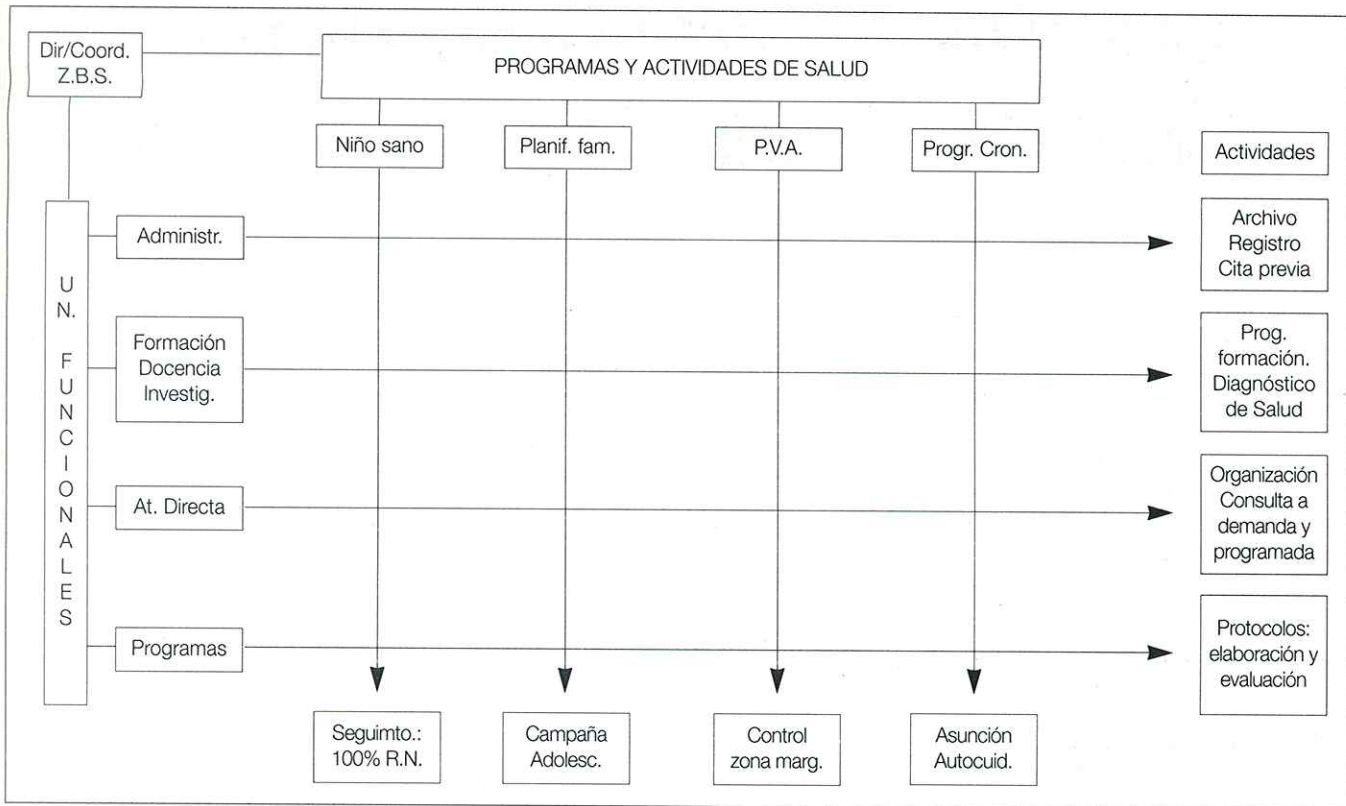 Dir/Coord.
Z.B.S.
PROGRAMAS Y ACTIVIDADES DE SALUD
Niño sano
Planif. fam.
P.V.A.
Progr. Cron.
Actividades
UN. FUNCIONALES
Administr.
Archivo
Registro
Cita previa
Formación
Docencia
Investig.
Prog.
formación.
Diagnóstico
de Salud
At. Directa
Organización
Consulta a
demanda y
programada
Programas
Protocolos:
elaboración y
evaluación
Seguimto.:
100% R.N.
Campaña
Adolesc.
Control
zona marg.
Asunción
Autocuid.